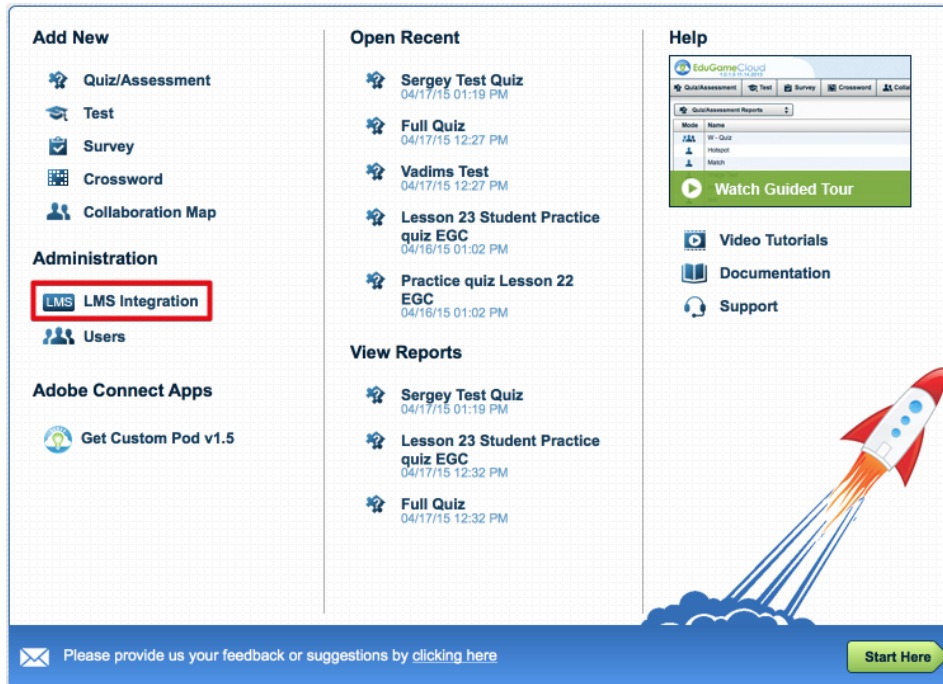 Add New
Quiz/Assessment
Test
Survey
Crossword
Collaboration Map
Administration
LMS LMS Integration
Users
Adobe Connect Apps
Get Custom Pod v1.5
Open Recent
Sergey Test Quiz
04/17/15 01:19 PM
Full Quiz
04/17/15 12:27 PM
Vadims Test
04/17/15 12:27 PM
Lesson 23 Student Practice
quiz EGC
04/16/15 01:02 PM
Practice quiz Lesson 22
EGC
04/16/15 01:02 PM
View Reports
Sergey Test Quiz
04/17/15 01:19 PM
Lesson 23 Student Practice
quiz EGC
04/17/15 12:32 PM
Full Quiz
04/17/15 12:32 PM
Help
EduGameCloud
Quiz/Assessment Test Survey Crossword Colla
Quiz/Assessment Reports
Mode Name
W - Quiz
Hotspot
Match
Watch Guided Tour
Video Tutorials
Documentation
Support
Please provide us your feedback or suggestions by clicking here
Start Here